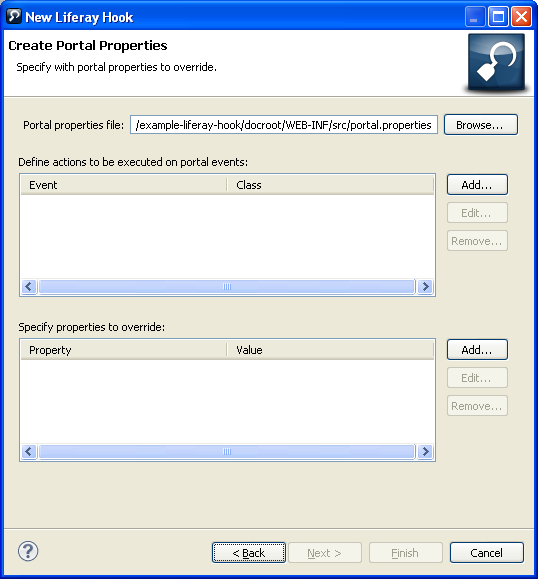 New Liferay Hook
Create Portal Properties
Specify with portal properties to override.
Portal properties file: /example-liferay-hook/docroot/WEB-INF/src/portal.properties Browse...
Define actions to be executed on portal events:
Event Class Add...
Edit...
Remove...
Specify properties to override:
Property Value Add...
Edit...
Remove...
? < Back Next > Finish Cancel